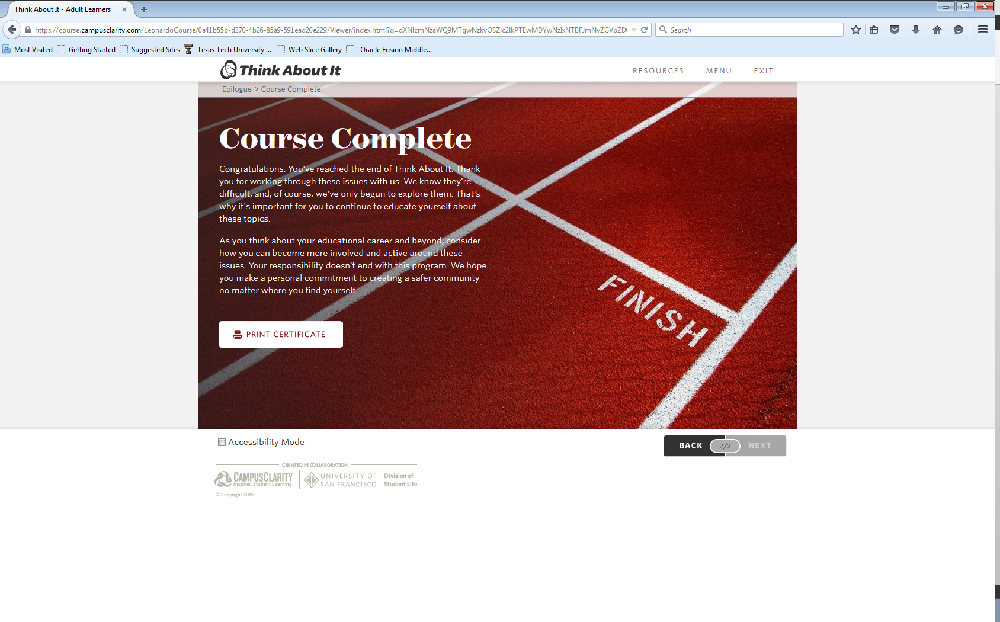 Think About It - Adult Learners
https://course.campusclarity.com/LeonardoCourse/0a41b55b-d370-4b26-85a9-591ead20e229/Viewer/index.html?q=
Search
Most Visited Getting Started Suggested Sites Texas Tech University ... Web Slice Gallery Oracle Fusion Middle...
Think About It
RESOURCES MENU EXIT
Epilogue > Course Complete!
Course Complete
Congratulations. You've reached the end of Think About It. Thank
you for working through these issues with us. We know they're
difficult, and, of course, we've only begun to explore them. That's
why it's important for you to continue to educate yourself about
these topics.
As you think about your educational career and beyond, consider
how you can become more involved and active around these
issues. Your responsibility doesn't end with this program. We hope
you make a personal commitment to creating a safer community
no matter where you find yourself.
FINISH
PRINT CERTIFICATE
Accessibility Mode
BACK 2/2 NEXT
CREATED IN COLLABORATION
CAMPUSCLARITY
Inspired Student Learning
UNIVERSITY OF
SAN FRANCISCO
Division of
Student Life
© Copyright 2015